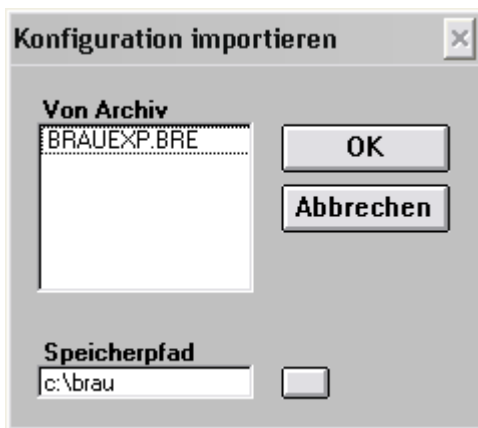 Konfiguration importieren
Von Archiv
BRAUEXP.BRE
OK
Abbrechen
Speicherpfad
c:\brau